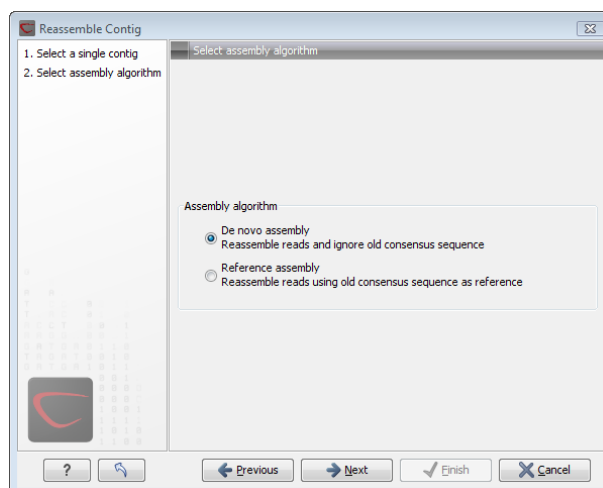 Reassemble Contig
1. Select a single contig
2. Select assembly algorithm
Select assembly algorithm
Assembly algorithm
De novo assembly
Reassemble reads and ignore old consensus sequence
Reference assembly
Reassemble reads using old consensus sequence as reference
?
Previous
Next
Finish
Cancel